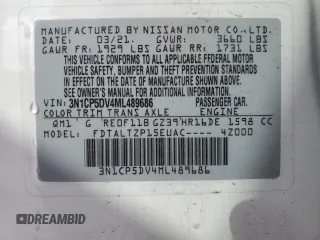 MANUFACTURED BY NISSAN MOTOR CO.,LTD.
DATE: 03/21. GVWR: 3660 LBS
GAWR FR: 1929 LBS GAWR RR: 1731 LBS
THIS VEHICLE CONFORMS TO ALL APPLICABLE FEDERAL MOTOR
VEHICLE SAFETY, BUMPER, AND THEFT PREVENTION STANDARDS
IN EFFECT ON THE DATE OF MANUFACTURE SHOWN ABOVE.
SEE OWNER'S MANUAL FOR ADDITIONAL INFORMATION
VIN: 3N1CP5DV4ML489686 PASSENGER CAR.
COLOR TRIM TRANS AXLE ENGINE
QM1 G RE0F11B GZ39 HR16DE 1598 CC
MODEL FDTALTZP15EUAC---- 4Z000
3N1CP5DV4ML489686
FREEDBIDFAX.INFO